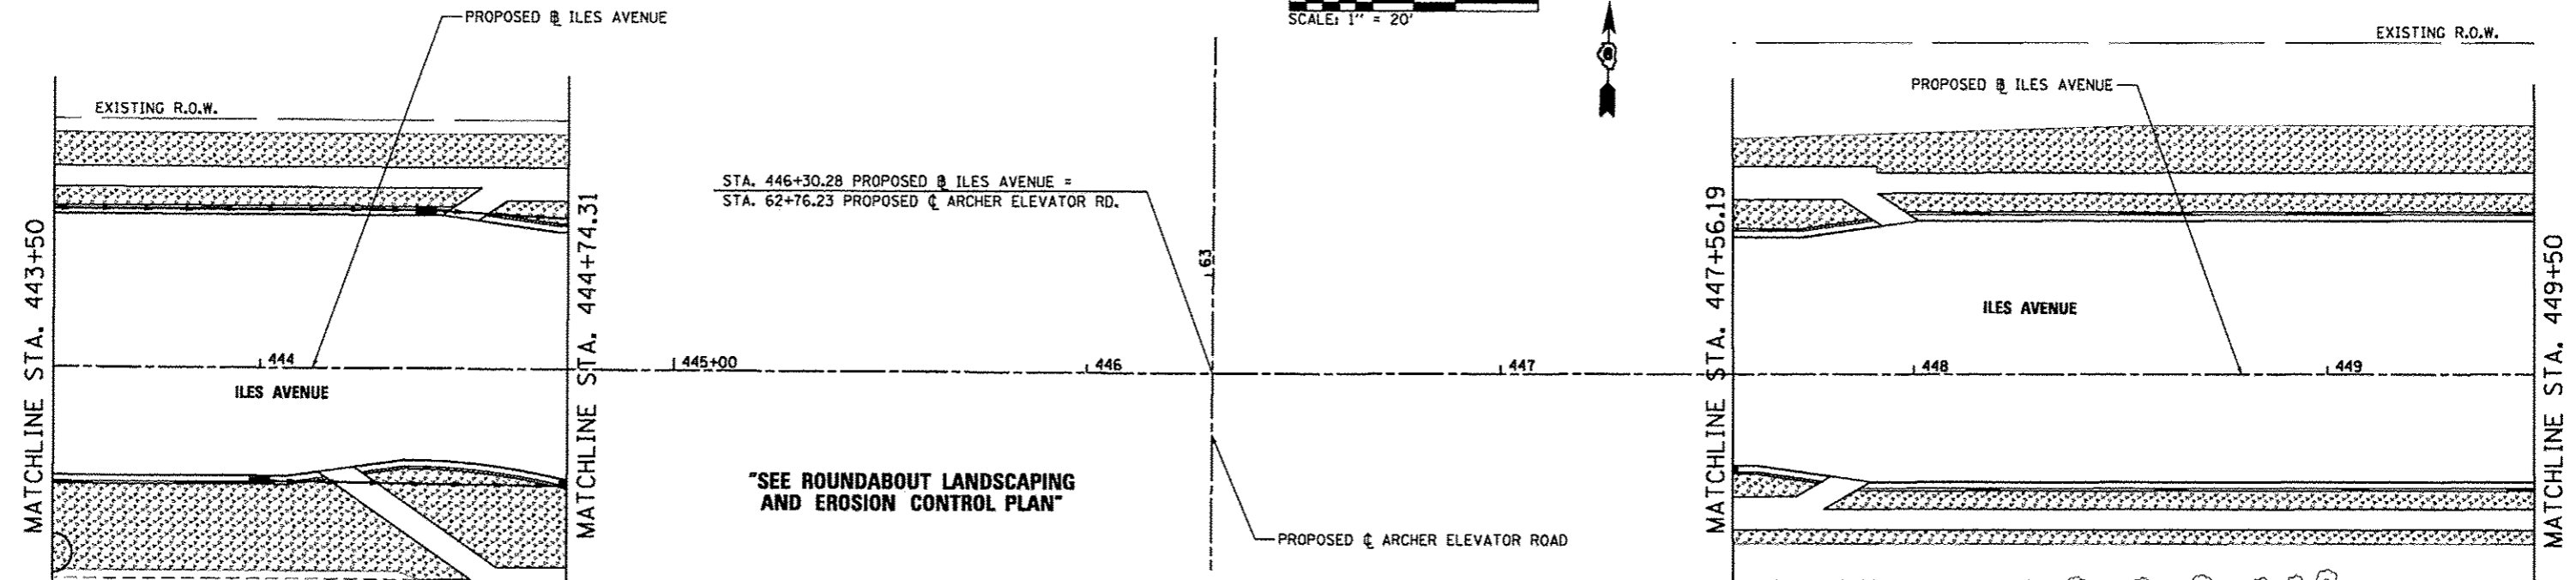 PROPOSED ℄ ILES AVENUE
SCALE: 1" = 20'
EXISTING R.O.W.
EXISTING R.O.W.
PROPOSED ℄ ILES AVENUE
MATCHLINE STA. 443+50
MATCHLINE STA. 444+74.31
STA. 446+30.28 PROPOSED ℄ ILES AVENUE =
STA. 62+76.23 PROPOSED ℄ ARCHER ELEVATOR RD.
63
MATCHLINE STA. 447+56.19
ILES AVENUE
MATCHLINE STA. 449+50
444
445+00
446
447
448
449
ILES AVENUE
"SEE ROUNDABOUT LANDSCAPING
AND EROSION CONTROL PLAN"
PROPOSED ℄ ARCHER ELEVATOR ROAD